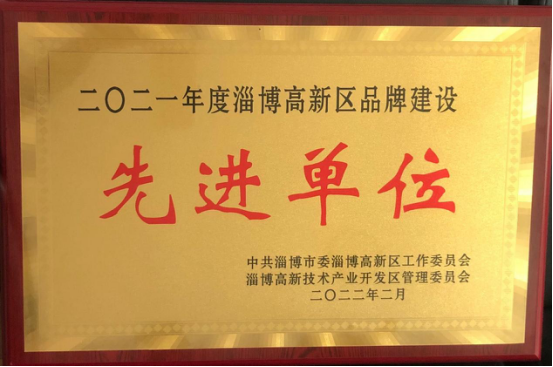 二〇二一年度淄博高新区品牌建设
先进单位
中共淄博市委淄博高新区工作委员会
淄博高新技术产业开发区管理委员会
二〇二二年二月